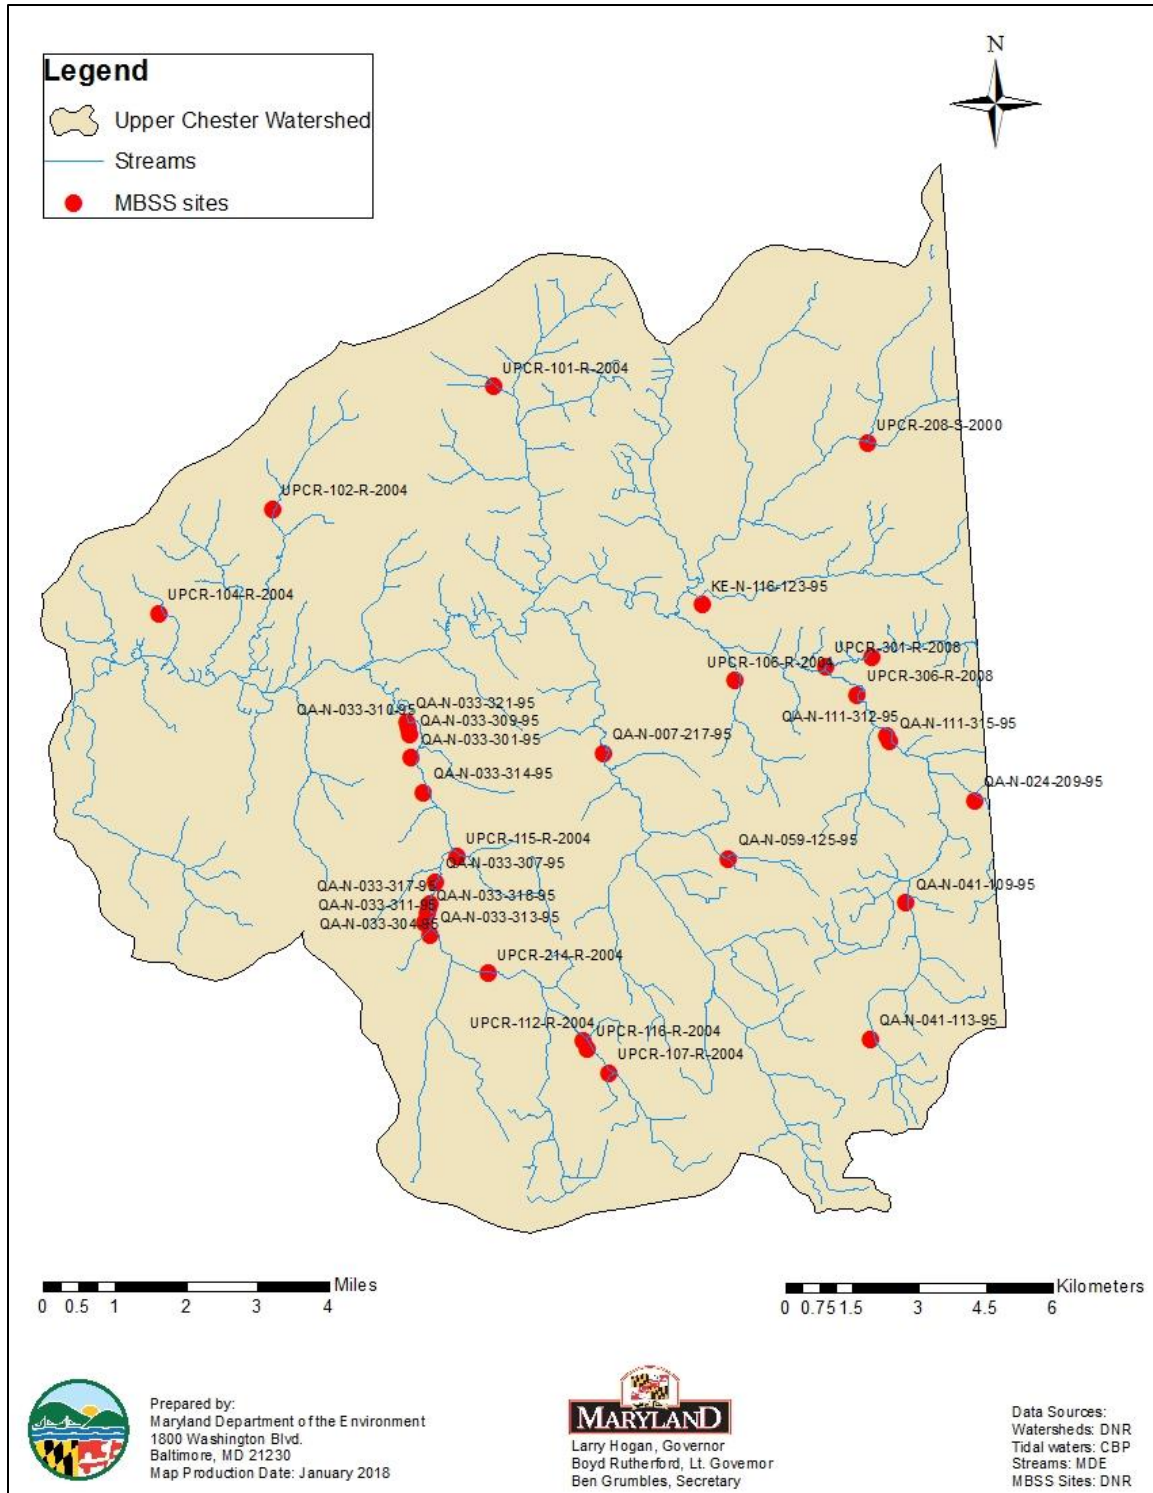 Legend
Upper Chester Watershed
Streams
MBSS sites
N
UPCR-101-R-2004
UPCR-208-S-2000
UPCR-102-R-2004
UPCR-104-R-2004
KE-N-116-123-95
UPCR-301-R-2008
UPCR-106-R-2004
UPCR-306-R-2008
QA-N-033-321-95
QA-N-033-310-95
QA-N-033-309-95
QA-N-111-312-95
QA-N-111-315-95
QA-N-033-301-95
QA-N-007-217-95
QA-N-033-314-95
QA-N-024-209-95
UPCR-115-R-2004
QA-N-059-125-95
QA-N-033-307-95
QA-N-033-317-95
QA-N-041-109-95
QA-N-033-318-95
QA-N-033-311-95
QA-N-033-313-95
QA-N-033-304-95
UPCR-214-R-2004
UPCR-112-R-2004
UPCR-116-R-2004
QA-N-041-113-95
UPCR-107-R-2004
Miles
0 0.5 1 2 3 4
Kilometers
0 0.75 1.5 3 4.5 6
Prepared by:
Maryland Department of the Environment
1800 Washington Blvd.
Baltimore, MD 21230
Map Production Date: January 2018
MARYLAND
Larry Hogan, Governor
Boyd Rutherford, Lt. Governor
Ben Grumbles, Secretary
Data Sources:
Watersheds: DNR
Tidal waters: CBP
Streams: MDE
MBSS Sites: DNR